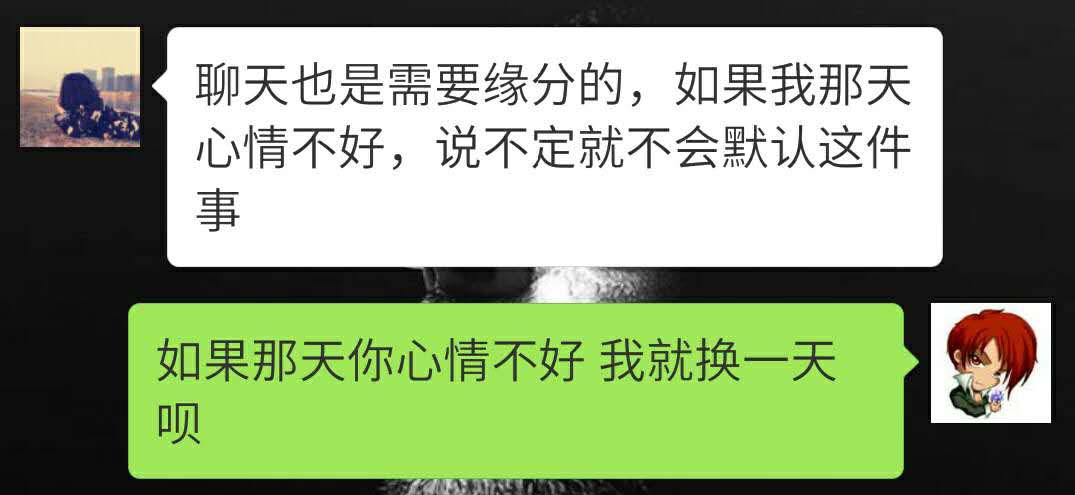 聊天也是需要缘分的，如果我那天
心情不好，说不定就不会默认这件
事
如果那天你心情不好 我就换一天
呗